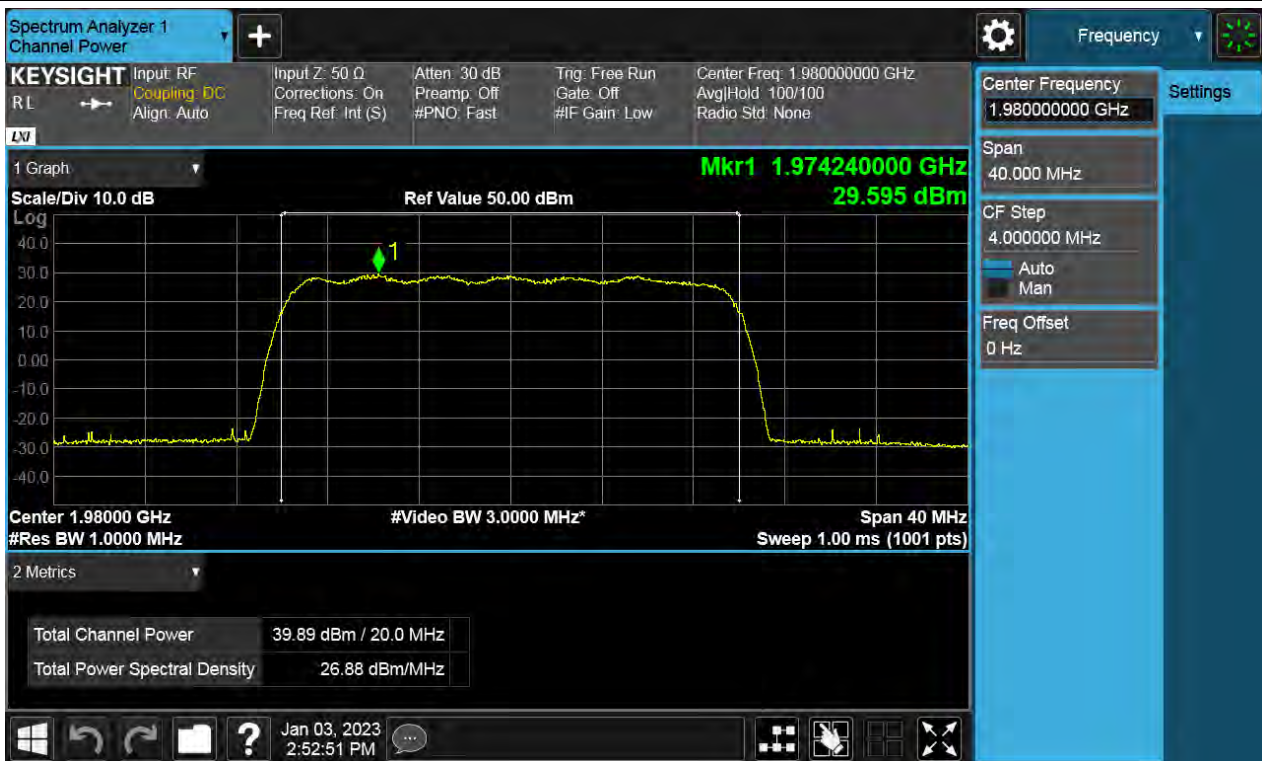 Spectrum Analyzer 1
Channel Power
+
Frequency
KEYSIGHT
RL
LXI
Input: RF
Coupling: DC
Align: Auto
Input Z: 50 Ω
Corrections: On
Freq Ref: Int (S)
Atten: 30 dB
Preamp: Off
#PNO: Fast
Trig: Free Run
Gate: Off
#IF Gain: Low
Center Freq: 1.980000000 GHz
Avg|Hold: 100/100
Radio Std: None
Center Frequency
1.980000000 GHz
Settings
Span
40.000 MHz
CF Step
4.000000 MHz
Auto
Man
Freq Offset
0 Hz
1 Graph
Mkr1 1.974240000 GHz
29.595 dBm
Scale/Div 10.0 dB
Ref Value 50.00 dBm
Log
40.0
30.0
20.0
10.0
0.00
-10.0
-20.0
-30.0
-40.0
1
Center 1.98000 GHz
#Video BW 3.0000 MHz*
Span 40 MHz
#Res BW 1.0000 MHz
Sweep 1.00 ms (1001 pts)
2 Metrics
Total Channel Power 39.89 dBm / 20.0 MHz
Total Power Spectral Density 26.88 dBm/MHz
?
Jan 03, 2023
2:52:51 PM